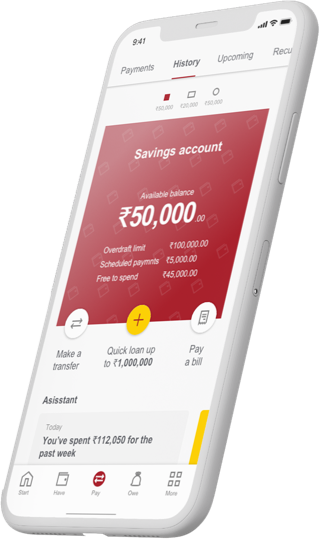 9:41
Payments History Upcoming Recu
₹50,000 ₹20,000 ₹30,000
Savings account
Available balance
₹50,000.00
Overdraft limit ₹100,000.00
Scheduled paymnts ₹5,000.00
Free to spend ₹45,000.00
Make a transfer
Quick loan up to ₹1,000,000
Pay a bill
Asisstant
Today
You've spent ₹112,050 for the
past week
Start Have Pay Owe More